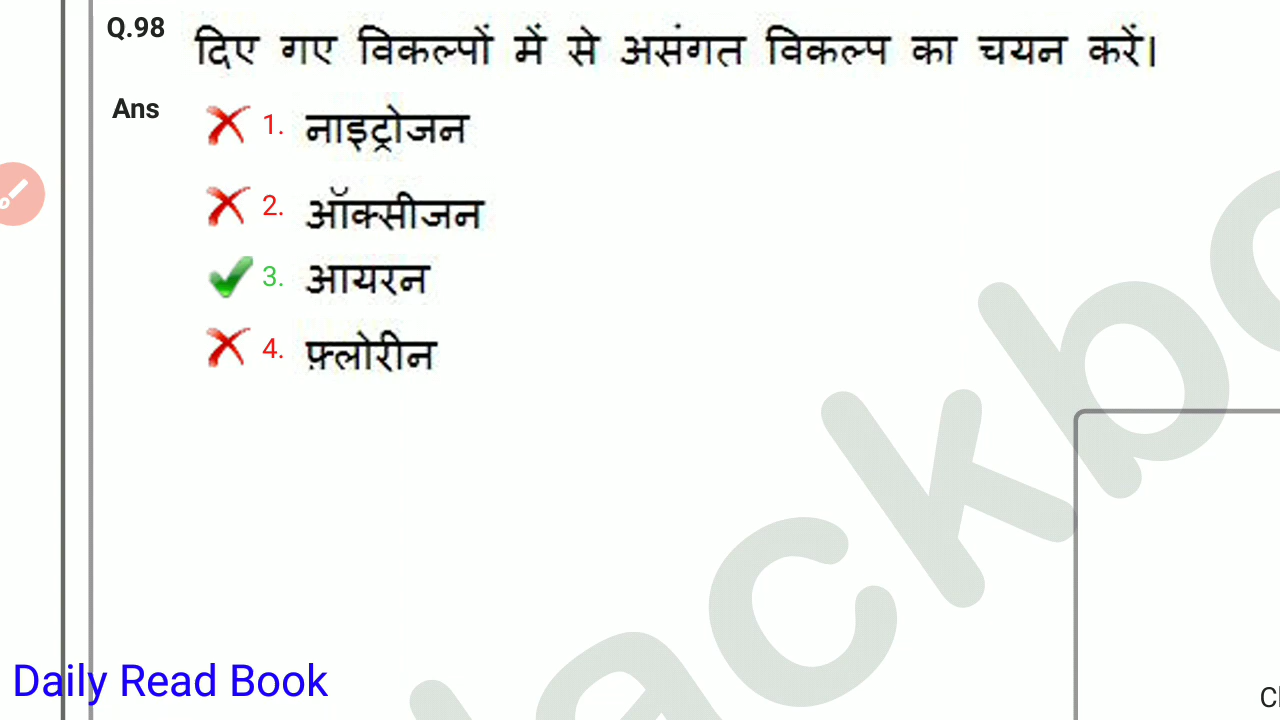 Q.98 दिए गए विकल्पों में से असंगत विकल्प का चयन करें।
Ans 1. नाइट्रोजन
2. ऑक्सीजन
3. आयरन
4. फ़्लोरीन
Daily Read Book